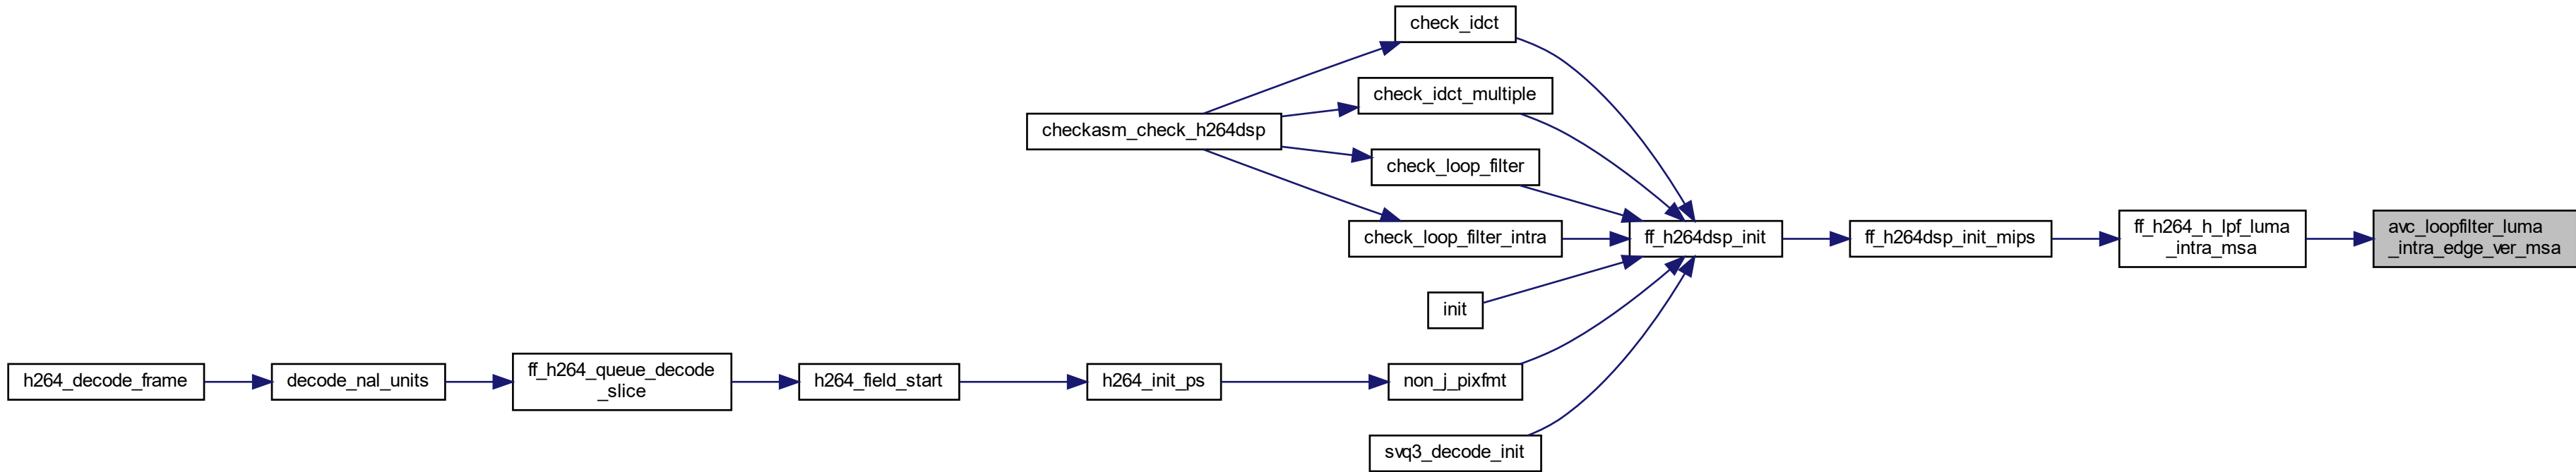 check_idct
check_idct_multiple
checkasm_check_h264dsp
check_loop_filter
check_loop_filter_intra
ff_h264dsp_init
ff_h264dsp_init_mips
ff_h264_h_lpf_luma
_intra_msa
avc_loopfilter_luma
_intra_edge_ver_msa
init
h264_decode_frame
decode_nal_units
ff_h264_queue_decode
_slice
h264_field_start
h264_init_ps
non_j_pixfmt
svq3_decode_init